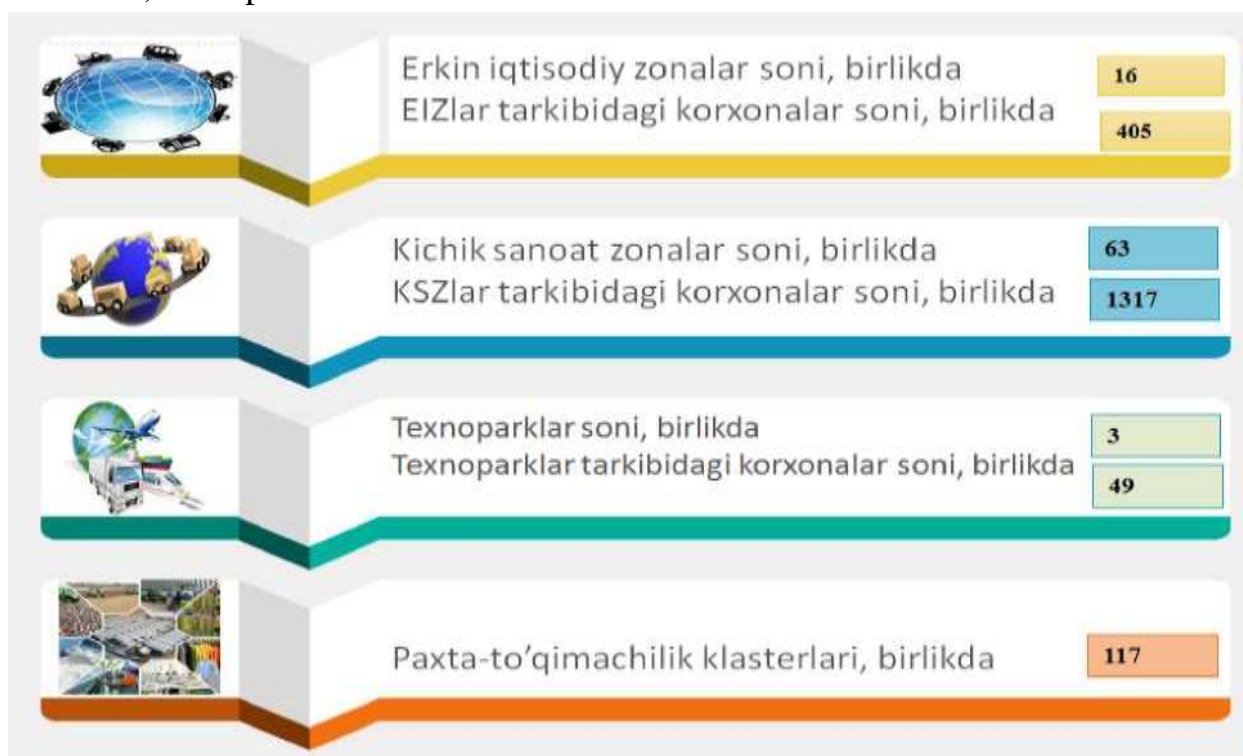 Erkin iqtisodiy zonalar soni, birlikda
16
EIZlar tarkibidagi korxonalar soni, birlikda
405
Kichik sanoat zonalar soni, birlikda
63
KSZlar tarkibidagi korxonalar soni, birlikda
1317
Texnoparklar soni, birlikda
3
Texnoparklar tarkibidagi korxonalar soni, birlikda
49
Paxta-to’qimachilik klasterlari, birlikda
117